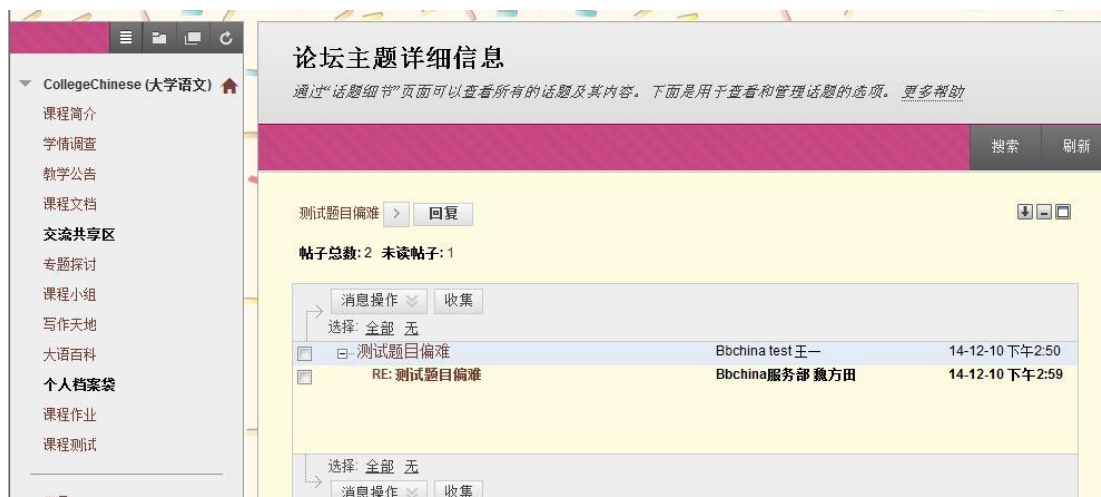 CollegeChinese (大学语文)
课程简介
学情调查
教学公告
课程文档
交流共享区
专题探讨
课程小组
写作天地
大语百科
个人档案袋
课程作业
课程测试
论坛主题详细信息
通过“话题细节”页面可以查看所有的话题及其内容。下面是用于查看和管理话题的选项。 更多帮助
搜索 刷新
测试题目偏难 > 回复
帖子总数: 2 未读帖子: 1
消息操作 收集
选择: 全部 无
测试题目偏难 Bbchina test 王一 14-12-10 下午2:50
RE: 测试题目偏难 Bbchina服务部 魏方田 14-12-10 下午2:59
选择: 全部 无
消息操作 收集